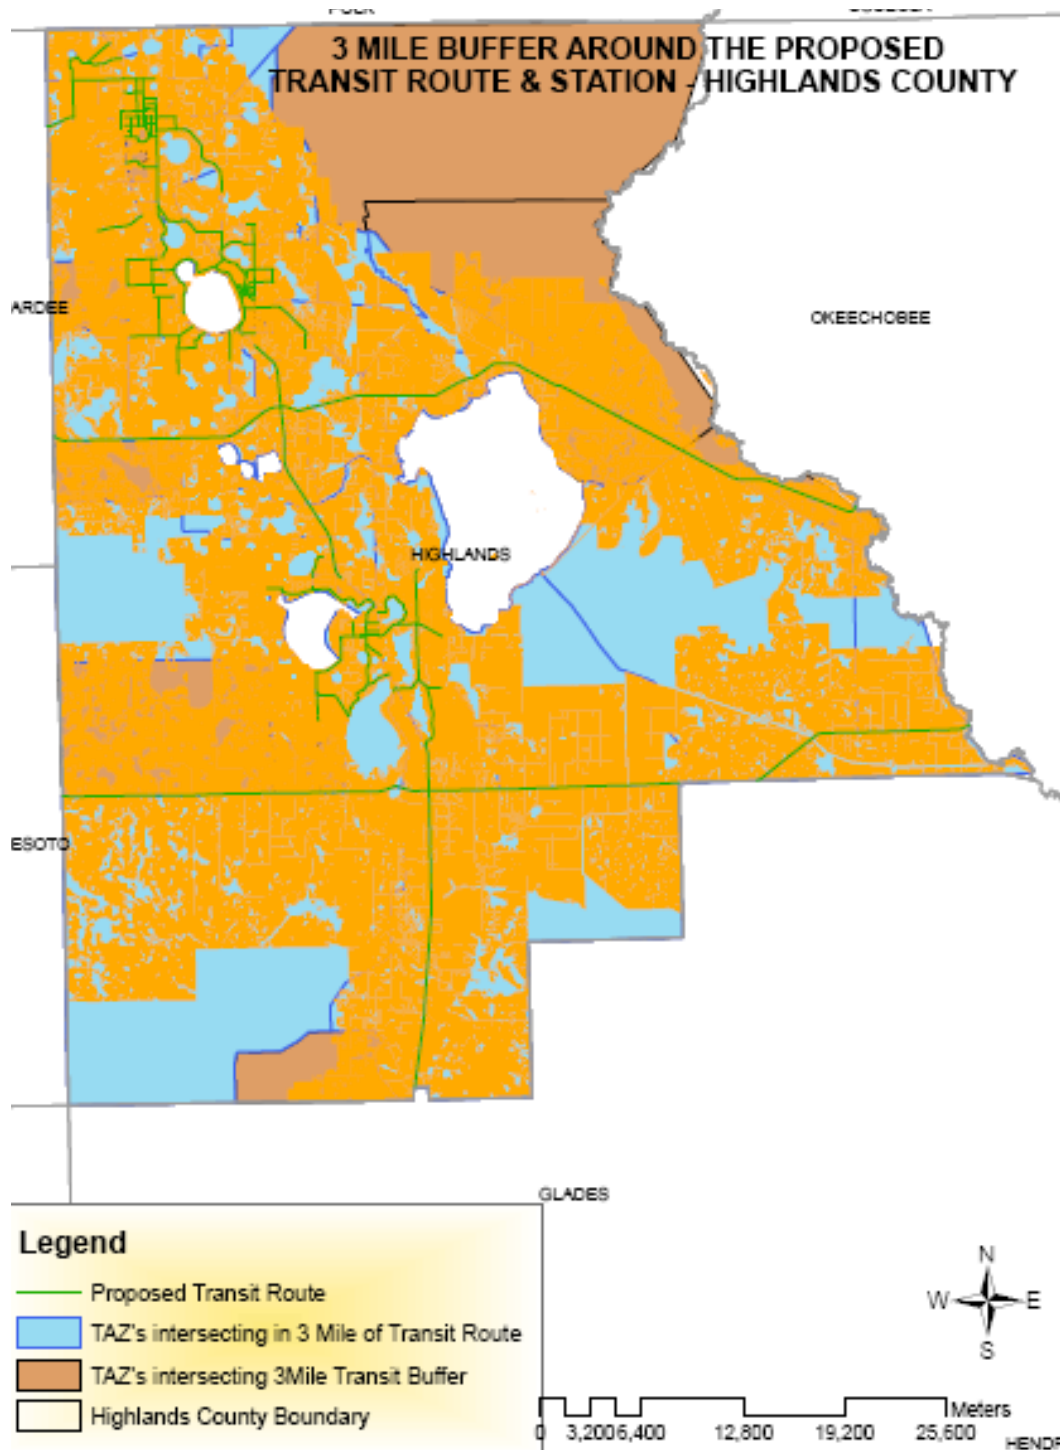 3 MILE BUFFER AROUND THE PROPOSED
TRANSIT ROUTE & STATION - HIGHLANDS COUNTY
ARDEE
OKEECHOBEE
HIGHLANDS
ESOTO
GLADES
Legend
Proposed Transit Route
TAZ's intersecting in 3 Mile of Transit Route
TAZ's intersecting 3Mile Transit Buffer
Highlands County Boundary
N
W E
S
Meters
0 3,200 6,400 12,800 19,200 25,600
HENDR